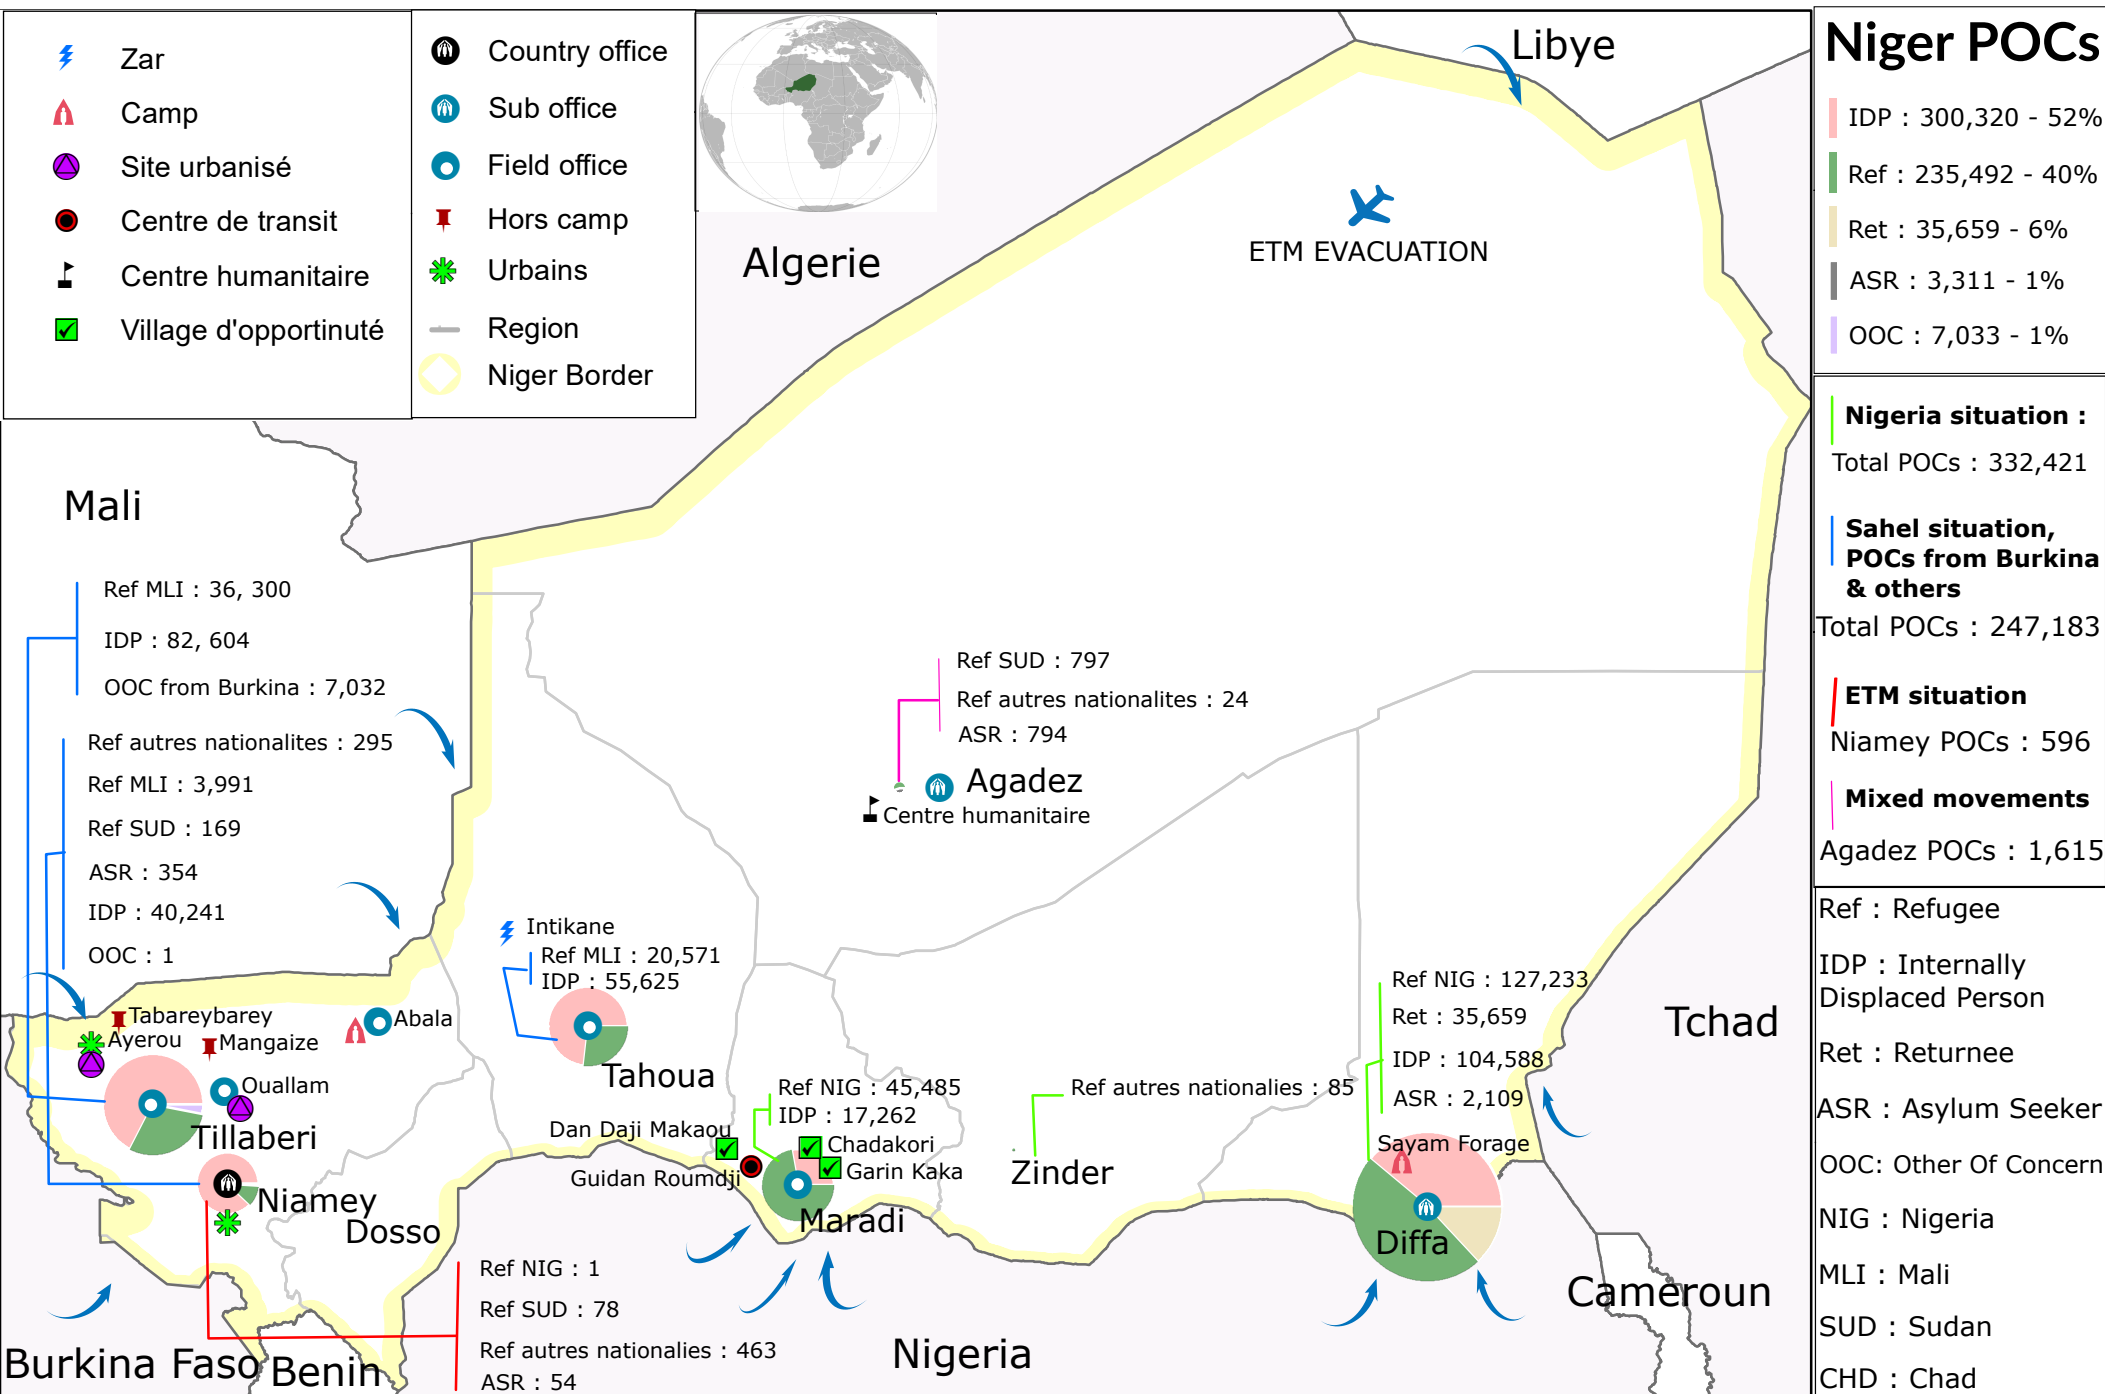 Zar
Camp
Site urbanisé
Centre de transit
Centre humanitaire
Village d'opportinuté
Country office
Sub office
Field office
Hors camp
Urbains
Region
Niger Border
Libye
Algerie
ETM EVACUATION
Mali
Ref MLI : 36, 300
IDP : 82, 604
OOC from Burkina : 7,032
Ref autres nationalites : 295
Ref MLI : 3,991
Ref SUD : 169
ASR : 354
IDP : 40,241
OOC : 1
Ref SUD : 797
Ref autres nationalites : 24
ASR : 794
Agadez
Centre humanitaire
Intikane
Ref MLI : 20,571
IDP : 55,625
Tahoua
Tabareybarey
Ayerou
Mangaize
Abala
Ouallam
Tillaberi
Niamey
Dosso
Ref NIG : 45,485
IDP : 17,262
Dan Daji Makaou
Chadakori
Guidan Roumdji
Garin Kaka
Maradi
Ref autres nationalies : 85
Zinder
Ref NIG : 127,233
Ret : 35,659
IDP : 104,588
ASR : 2,109
Sayam Forage
Diffa
Tchad
Cameroun
Nigeria
Ref NIG : 1
Ref SUD : 78
Ref autres nationalies : 463
ASR : 54
Burkina Faso
Benin
Niger POCs
IDP : 300,320 - 52%
Ref : 235,492 - 40%
Ret : 35,659 - 6%
ASR : 3,311 - 1%
OOC : 7,033 - 1%
Nigeria situation :
Total POCs : 332,421
Sahel situation,
POCs from Burkina
& others
Total POCs : 247,183
ETM situation
Niamey POCs : 596
Mixed movements
Agadez POCs : 1,615
Ref : Refugee
IDP : Internally
Displaced Person
Ret : Returnee
ASR : Asylum Seeker
OOC: Other Of Concern
NIG : Nigeria
MLI : Mali
SUD : Sudan
CHD : Chad